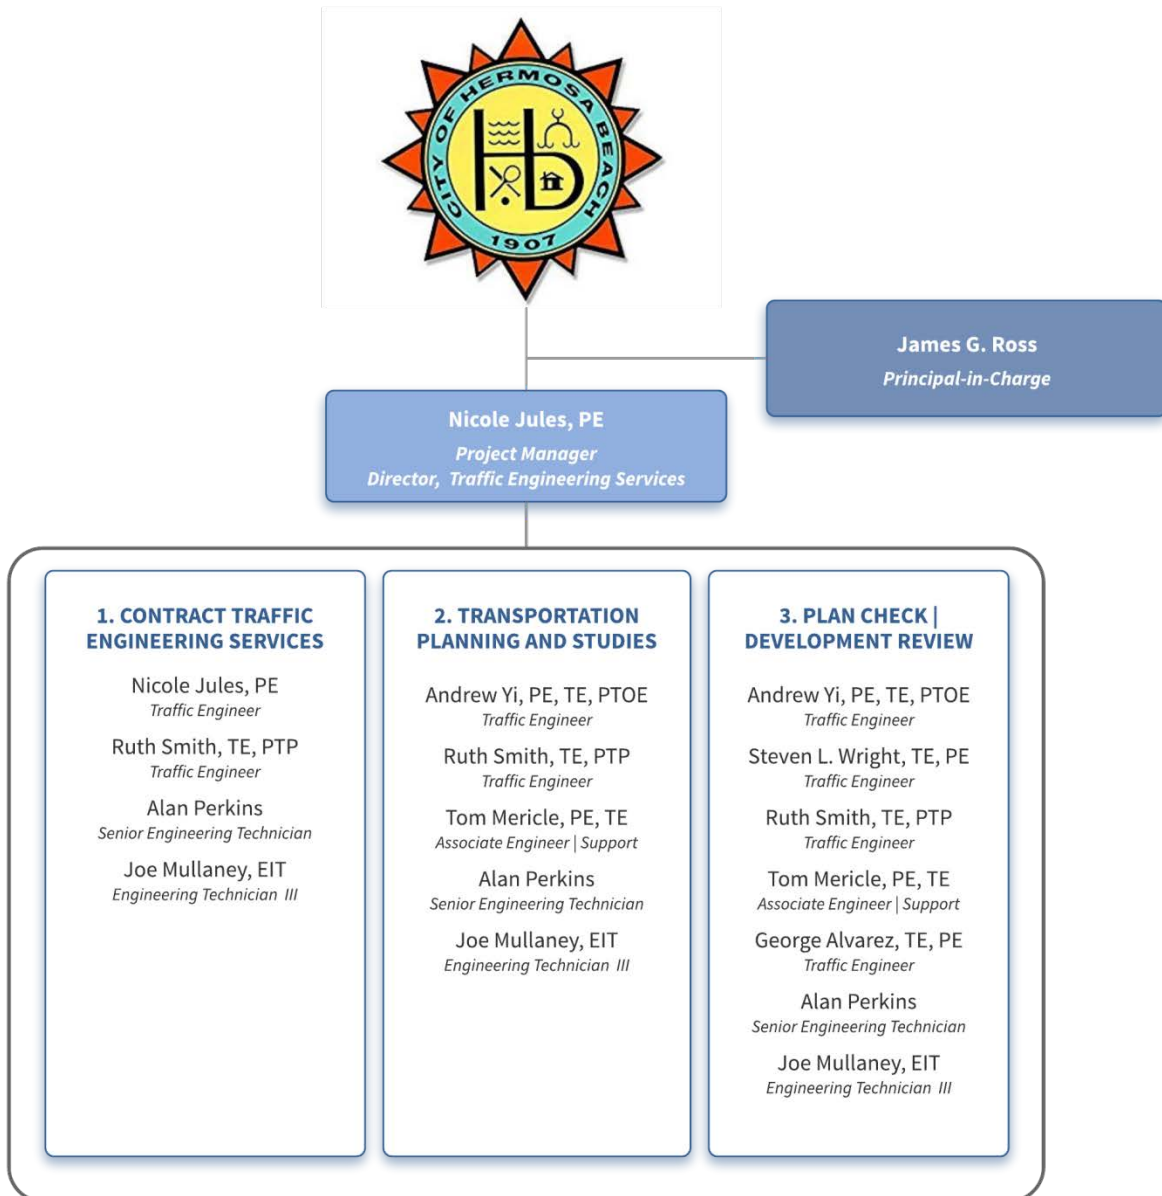 CITY OF HERMOSA BEACH
1907
James G. Ross
Principal-in-Charge
Nicole Jules, PE
Project Manager
Director, Traffic Engineering Services
1. CONTRACT TRAFFIC
ENGINEERING SERVICES
Nicole Jules, PE
Traffic Engineer
Ruth Smith, TE, PTP
Traffic Engineer
Alan Perkins
Senior Engineering Technician
Joe Mullaney, EIT
Engineering Technician III
2. TRANSPORTATION
PLANNING AND STUDIES
Andrew Yi, PE, TE, PTOE
Traffic Engineer
Ruth Smith, TE, PTP
Traffic Engineer
Tom Mericle, PE, TE
Associate Engineer | Support
Alan Perkins
Senior Engineering Technician
Joe Mullaney, EIT
Engineering Technician III
3. PLAN CHECK |
DEVELOPMENT REVIEW
Andrew Yi, PE, TE, PTOE
Traffic Engineer
Steven L. Wright, TE, PE
Traffic Engineer
Ruth Smith, TE, PTP
Traffic Engineer
Tom Mericle, PE, TE
Associate Engineer | Support
George Alvarez, TE, PE
Traffic Engineer
Alan Perkins
Senior Engineering Technician
Joe Mullaney, EIT
Engineering Technician III